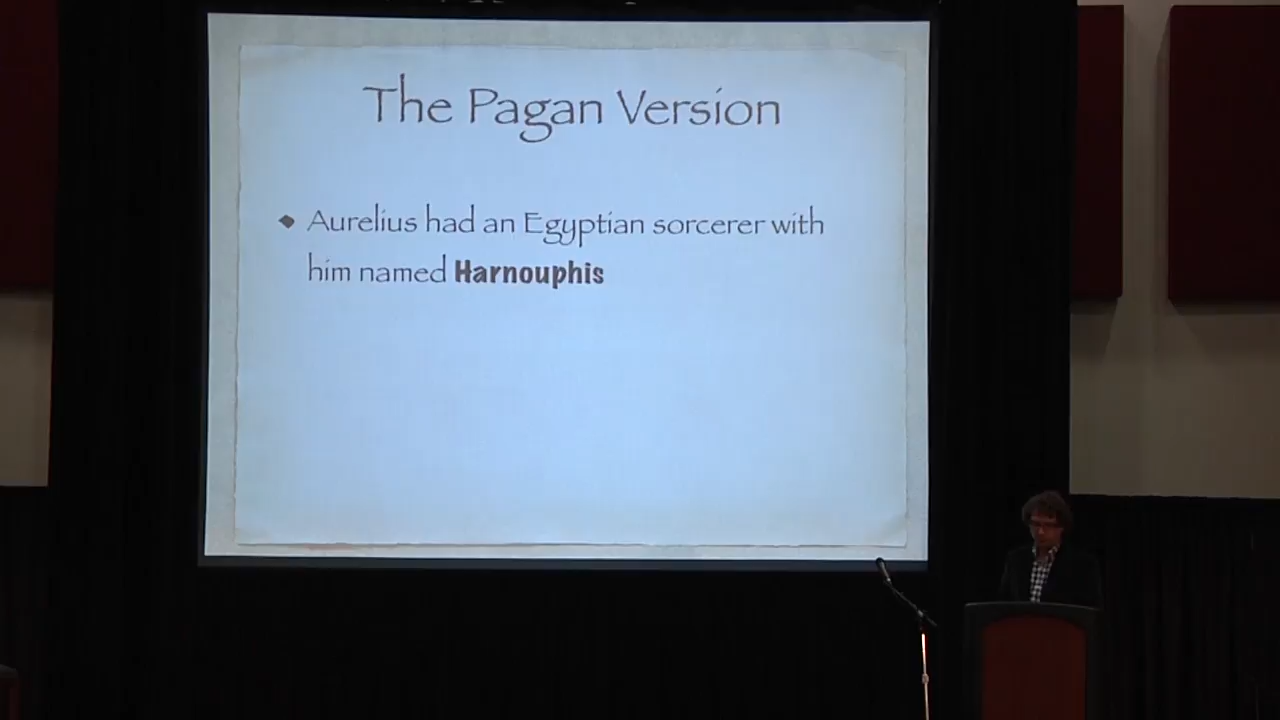 The Pagan Version
Aurelius had an Egyptian sorcerer with
him named Harnouphis